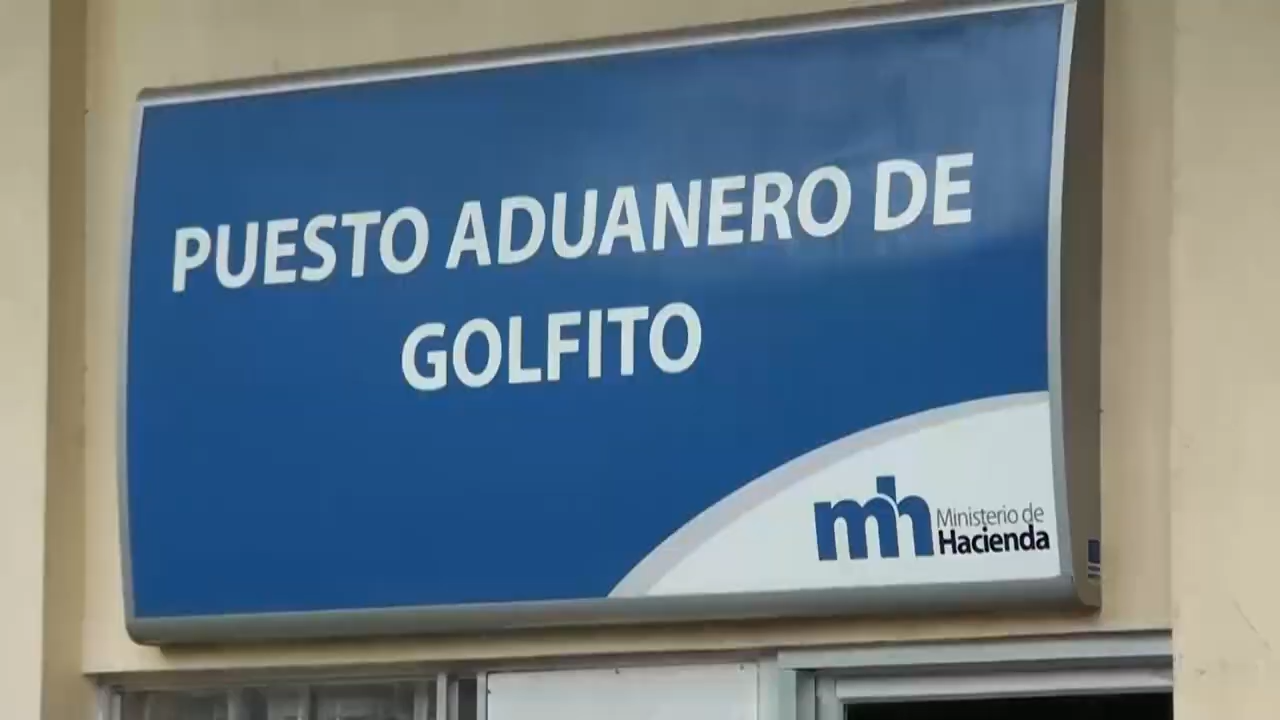 PUESTO ADUANERO DE
GOLFITO
mh
Ministerio de
Hacienda